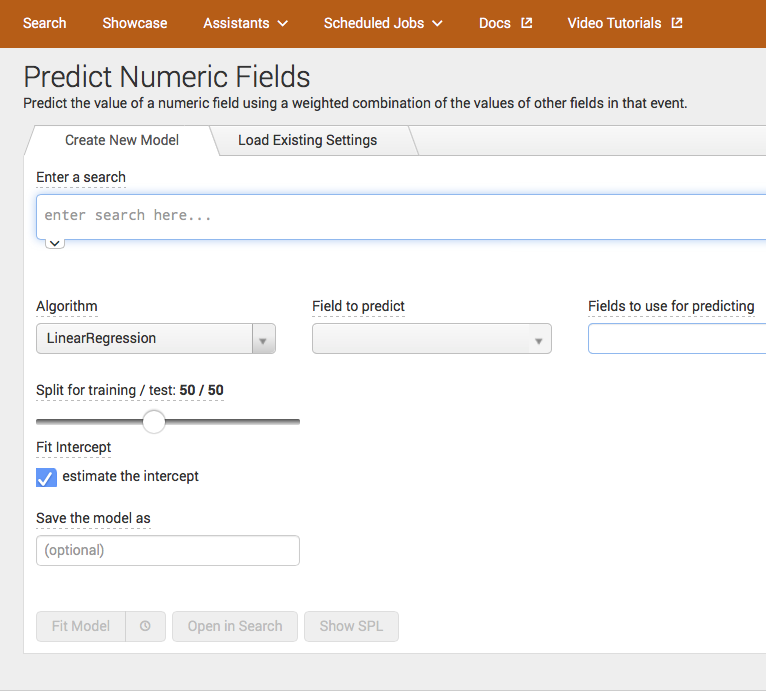 Search Showcase Assistants Scheduled Jobs Docs Video Tutorials
Predict Numeric Fields
Predict the value of a numeric field using a weighted combination of the values of other fields in that event.
Create New Model Load Existing Settings
Enter a search
enter search here...
Algorithm Field to predict Fields to use for predicting
LinearRegression
Split for training / test: 50 / 50
Fit Intercept
estimate the intercept
Save the model as
(optional)
Fit Model Open in Search Show SPL